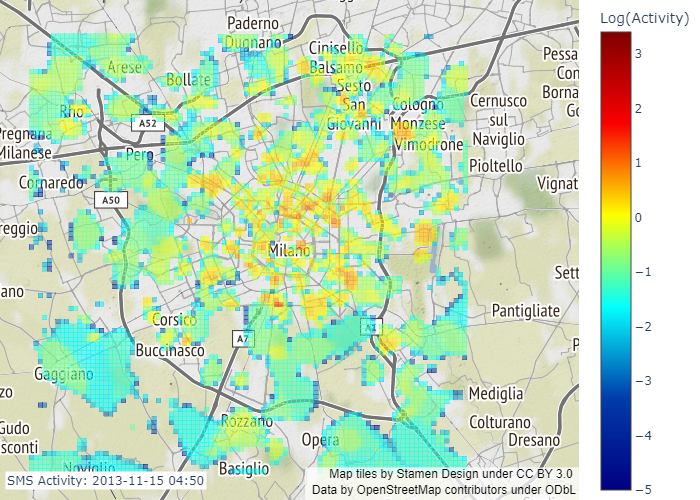 Log(Activity)
Paderno
Dugnano
Cinisello
Balsamo
Arese
Bollate
Sesto
San
Giovanni
Cologno
Monzese
Vimodrone
Cernusco
sul
Naviglio
Pioltello
Pessa
Con
Borna
Go
Rho
A52
Pregnana
Milanese
Pero
Cornaredo
A50
Vignat
reggio
Milano
Sett
ano
Pantigliate
Corsico
A7
A1
Buccinasco
P
Gaggiano
zo
Mediglia
Gudo
sconti
Rozzano
Colturano
Dresano
Opera
Noviglio
Basiglio
SMS Activity: 2013-11-15 04:50
Map tiles by Stamen Design under CC BY 3.0
Data by OpenStreetMap contributors under ODbL
3
2
1
0
−1
−2
−3
−4
−5